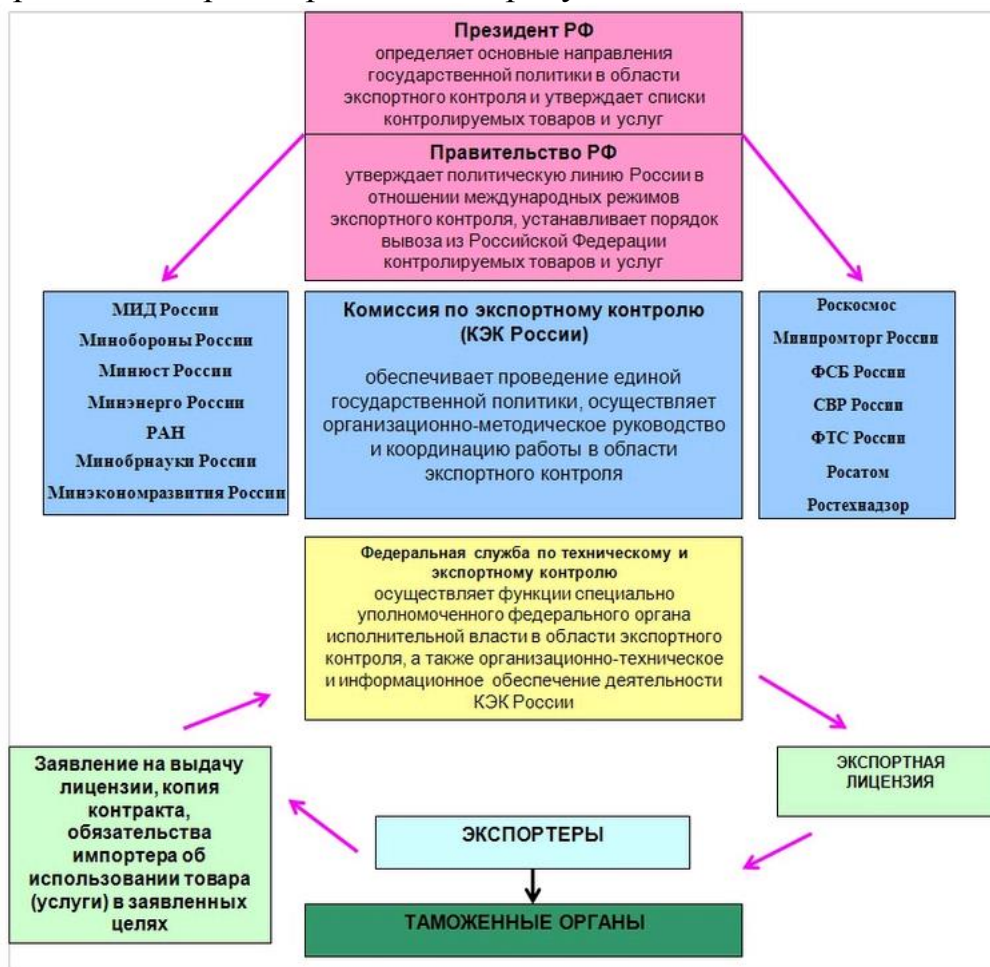 Президент РФ
определяет основные направления
государственной политики в области
экспортного контроля и утверждает списки
контролируемых товаров и услуг
Правительство РФ
утверждает политическую линию России в
отношении международных режимов
экспортного контроля, устанавливает порядок
вывоза из Российской Федерации
контролируемых товаров и услуг
МИД России
Минобороны России
Минюст России
Минэнерго России
РАН
Минобрнауки России
Минэкономразвития России
Комиссия по экспортному контролю
(КЭК России)
обеспечивает проведение единой
государственной политики, осуществляет
организационно-методическое руководство
и координацию работы в области
экспортного контроля
Роскосмос
Минпромторг России
ФСБ России
СВР России
ФТС России
Росатом
Ростехнадзор
Федеральная служба по техническому и
экспортному контролю
осуществляет функции специально
уполномоченного федерального органа
исполнительной власти в области экспортного
контроля, а также организационно-техническое
и информационное обеспечение деятельности
КЭК России
Заявление на выдачу
лицензии, копия
контракта,
обязательства
импортера об
использовании товара
(услуги) в заявленных
целях
ЭКСПОРТНАЯ
ЛИЦЕНЗИЯ
ЭКСПОРТЕРЫ
ТАМОЖЕННЫЕ ОРГАНЫ